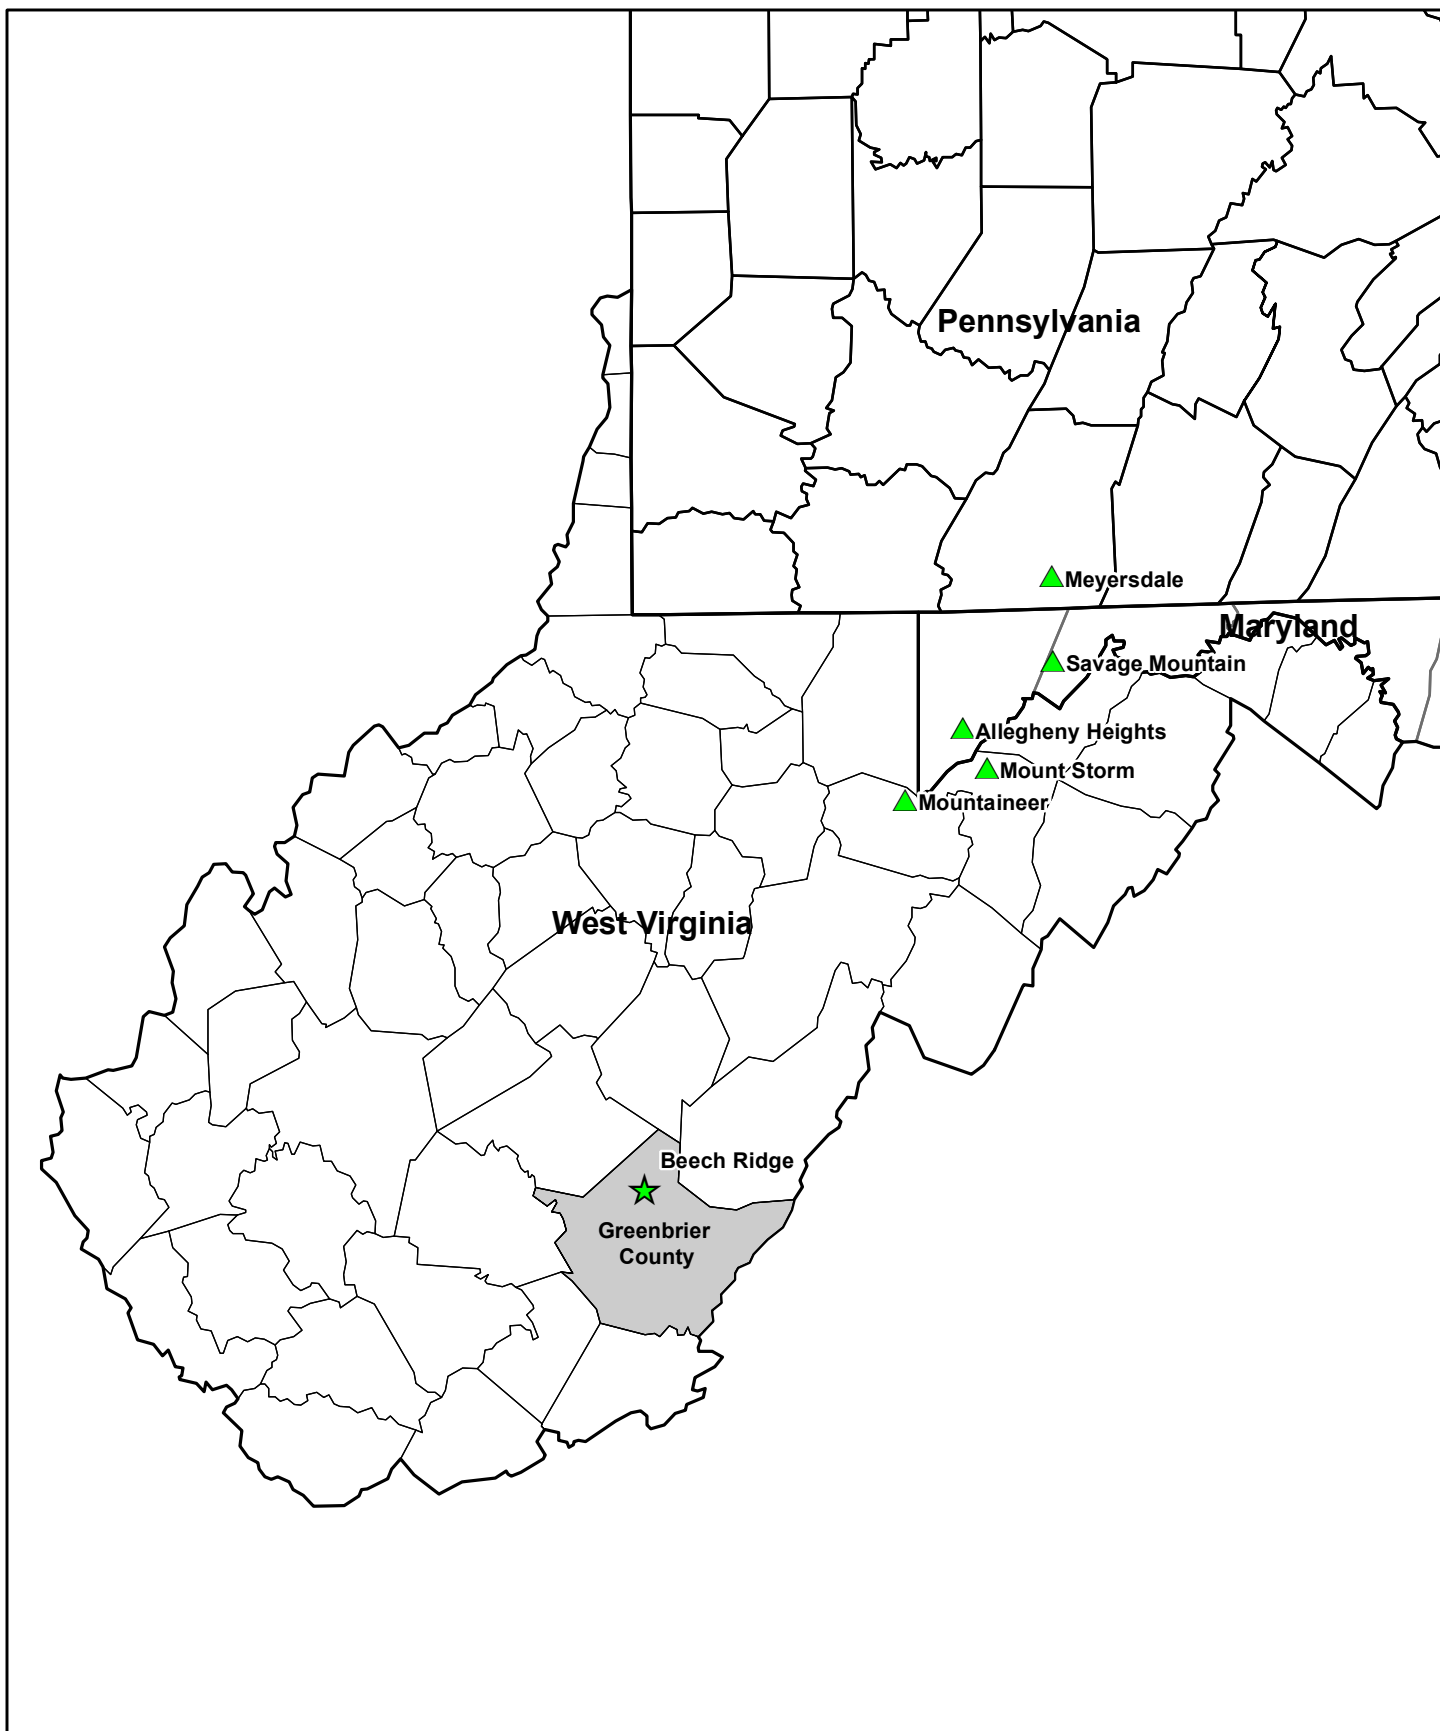 Pennsylvania
Meyersdale
Maryland
Savage Mountain
Allegheny Heights
Mount Storm
Mountaineer
West Virginia
Beech Ridge
Greenbrier
County